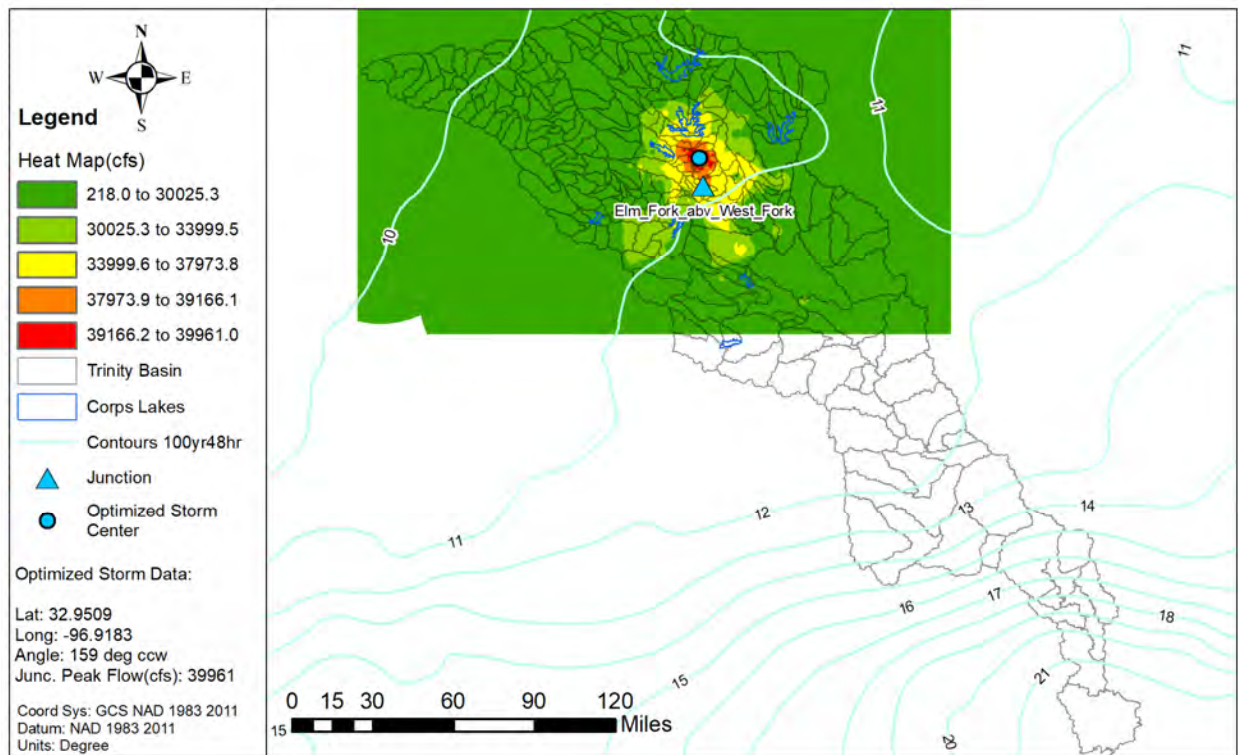 N
W E
S
Legend
Heat Map(cfs)
218.0 to 30025.3
30025.3 to 33999.5
33999.6 to 37973.8
37973.9 to 39166.1
39166.2 to 39961.0
Trinity Basin
Corps Lakes
Contours 100yr48hr
Junction
Optimized Storm
Center
Optimized Storm Data:
Lat: 32.9509
Long: -96.9183
Angle: 159 deg ccw
Junc. Peak Flow(cfs): 39961
Coord Sys: GCS NAD 1983 2011
Datum: NAD 1983 2011
Units: Degree
11
11
Elm_Fork_abv_West_Fork
10
12
13
14
11
16
17
18
15
21
20
15
0 15 30 60 90 120
Miles